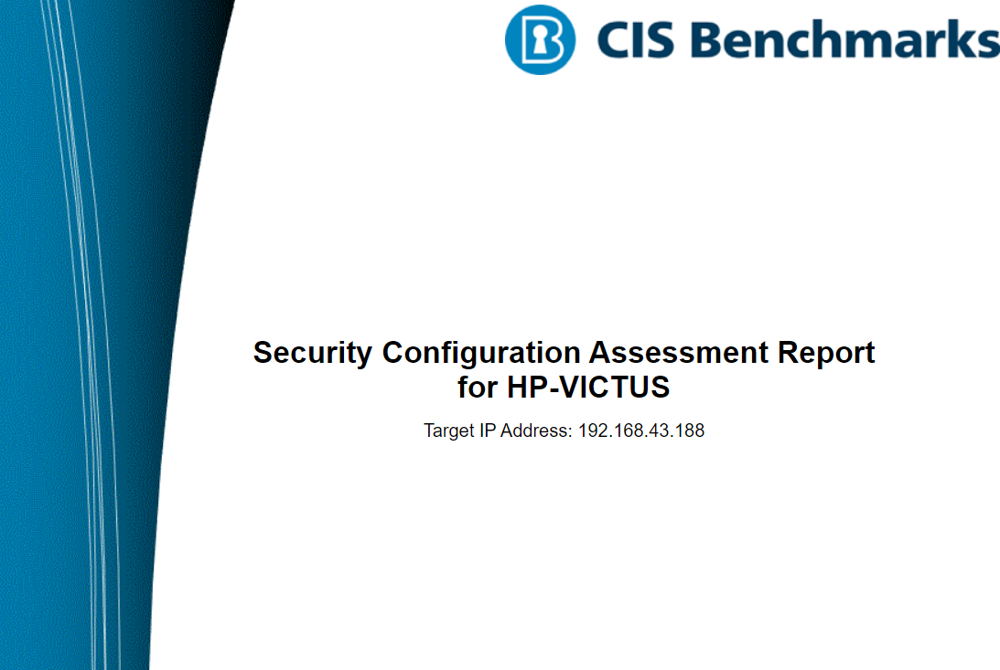 CIS Benchmarks
Security Configuration Assessment Report
for HP-VICTUS
Target IP Address: 192.168.43.188